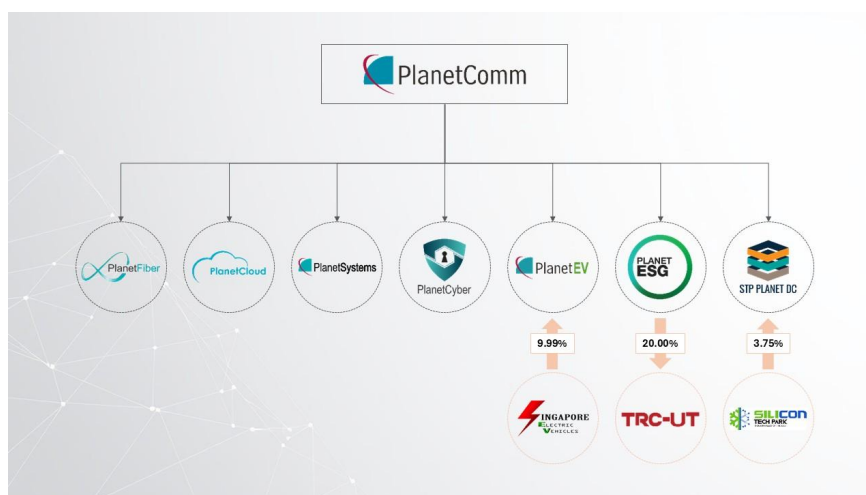 PlanetComm
PlanetFiber
PlanetCloud
PlanetSystems
PlanetCyber
PlanetEV
PLANET
ESG
STP PLANET DC
9.99%
20.00%
3.75%
SINGAPORE
ELECTRIC
VEHICLES
TRC-UT
SILICON
TECH PARK